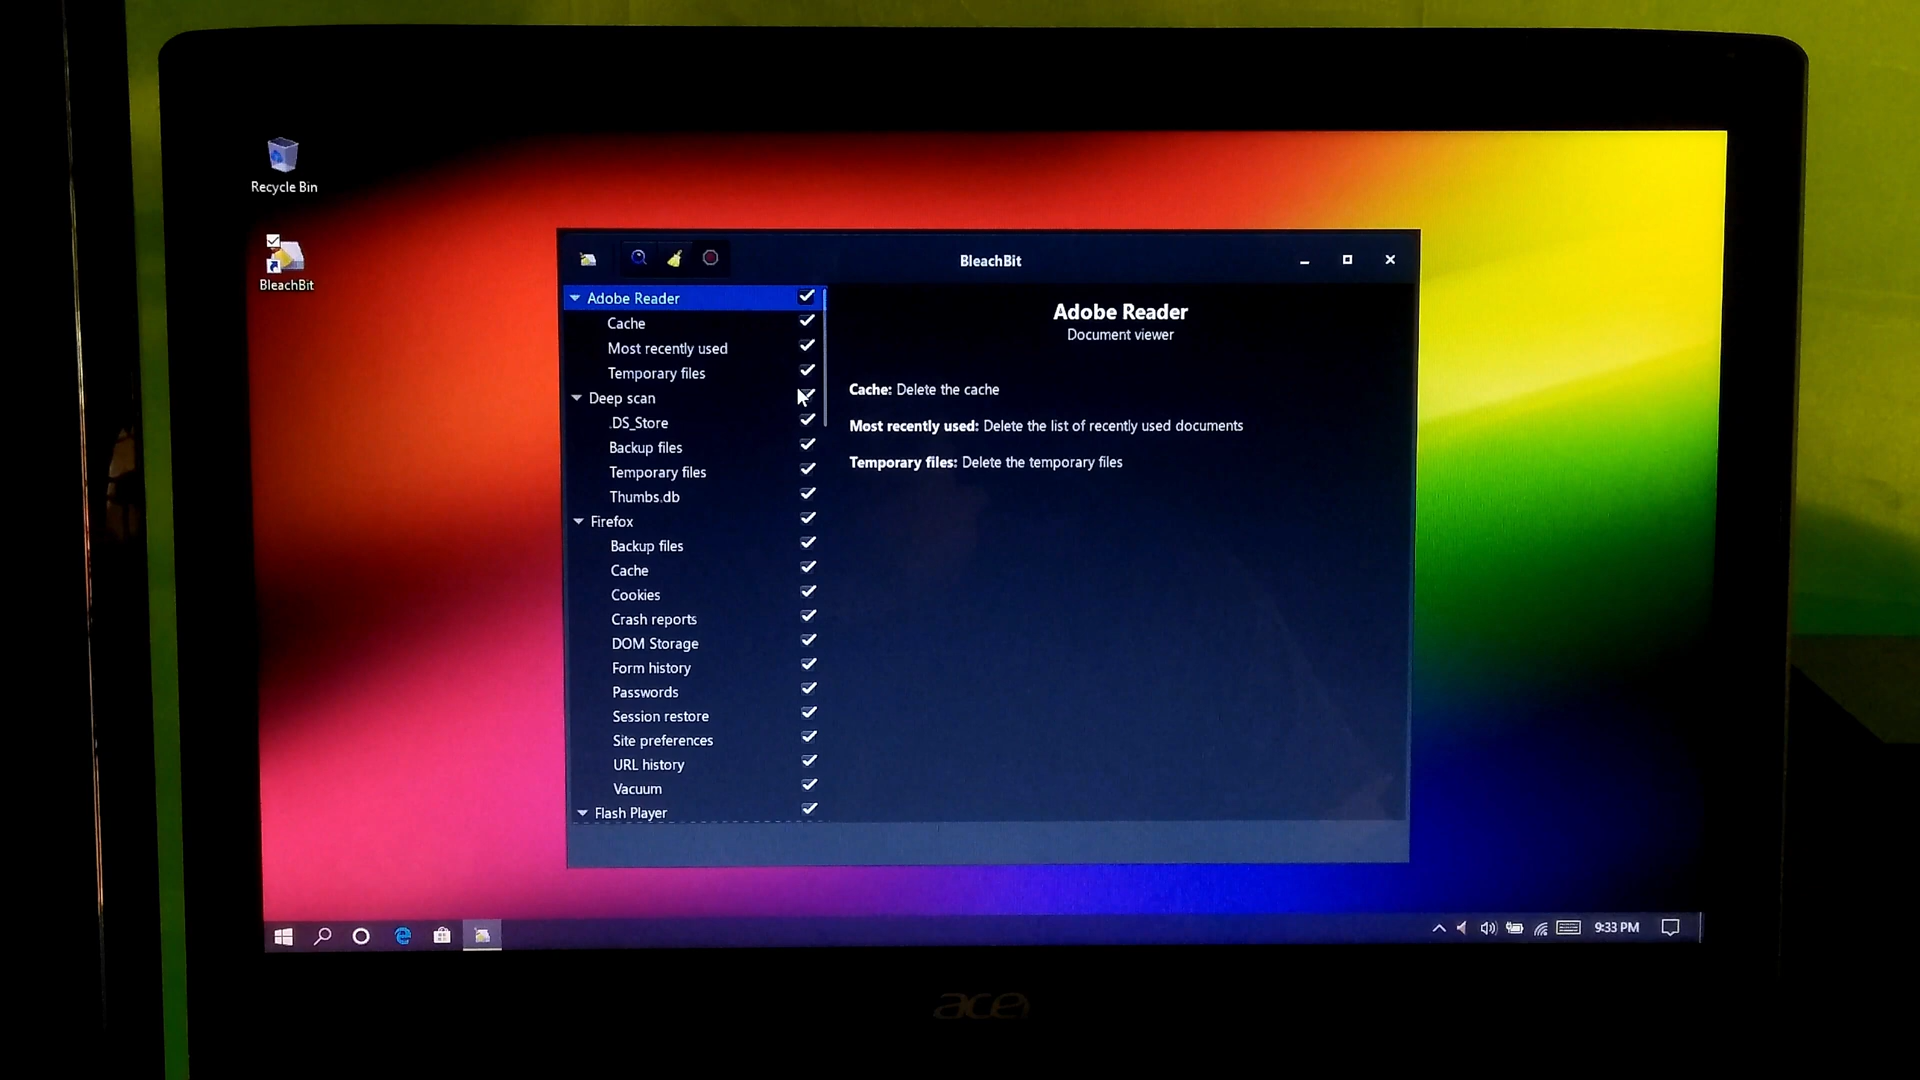 Recycle Bin
BleachBit
BleachBit
Adobe Reader
Cache
Most recently used
Temporary files
Deep scan
.DS_Store
Backup files
Temporary files
Thumbs.db
Firefox
Backup files
Cache
Cookies
Crash reports
DOM Storage
Form history
Passwords
Session restore
Site preferences
URL history
Vacuum
Flash Player
Adobe Reader
Document viewer
Cache: Delete the cache
Most recently used: Delete the list of recently used documents
Temporary files: Delete the temporary files
9:33 PM
acer